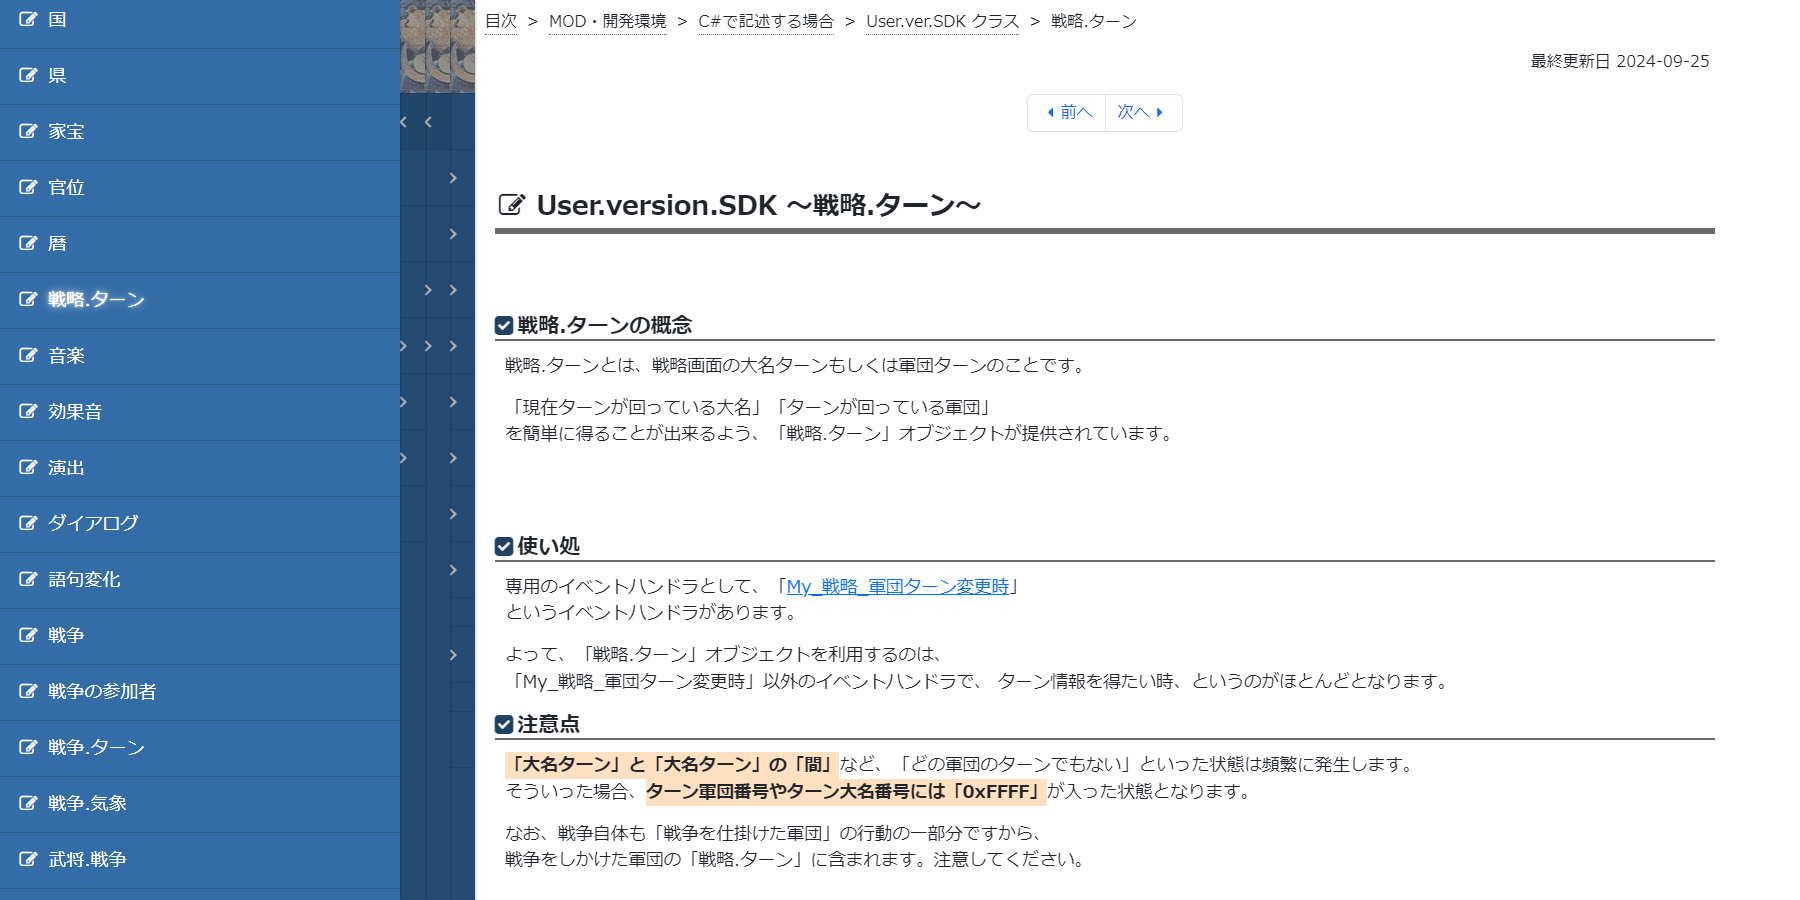 国
県
家宝
官位
暦
戦略.ターン
音楽
効果音
演出
ダイアログ
語句変化
戦争
戦争の参加者
戦争.ターン
戦争.気象
武将.戦争
目次 > MOD・開発環境 > C#で記述する場合 > User.ver.SDK クラス > 戦略.ターン
最終更新日 2024-09-25
前へ 次へ
User.version.SDK ～戦略.ターン～
戦略.ターンの概念
戦略.ターンとは、戦略画面の大名ターンもしくは軍団ターンのことです。
「現在ターンが回っている大名」「ターンが回っている軍団」
を簡単に得ることが出来るよう、「戦略.ターン」オブジェクトが提供されています。
使い処
専用のイベントハンドラとして、「My_戦略_軍団ターン変更時」
というイベントハンドラがあります。
よって、「戦略.ターン」オブジェクトを利用するのは、
「My_戦略_軍団ターン変更時」以外のイベントハンドラで、 ターン情報を得たい時、というのがほとんどとなります。
注意点
「大名ターン」と「大名ターン」の「間」など、「どの軍団のターンでもない」といった状態は頻繁に発生します。
そういった場合、ターン軍団番号やターン大名番号には「0xFFFF」が入った状態となります。
なお、戦争自体も「戦争を仕掛けた軍団」の行動の一部分ですから、
戦争をしかけた軍団の「戦略.ターン」に含まれます。注意してください。